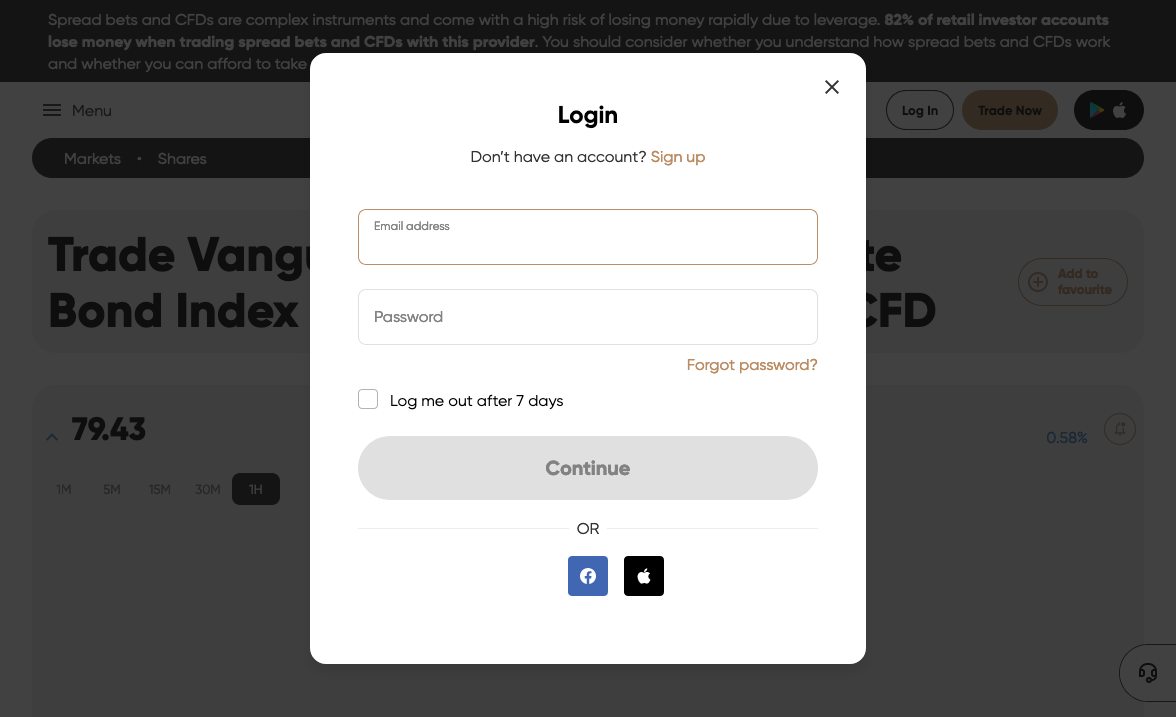 Spread bets and CFDs are complex instruments and come with a high risk of losing money rapidly due to leverage. 82% of retail investor accounts
lose money when trading spread bets and CFDs with this provider. You should consider whether you understand how spread bets and CFDs work
and whether you can afford to take
Menu
Log In
Trade Now
Markets • Shares
Trade Vang
te
Bond Index
CFD
Add to
favourite
79.43
0.58%
1M
5M
15M
30M
1H
Login
Don't have an account? Sign up
Email address
Password
Forgot password?
Log me out after 7 days
Continue
OR